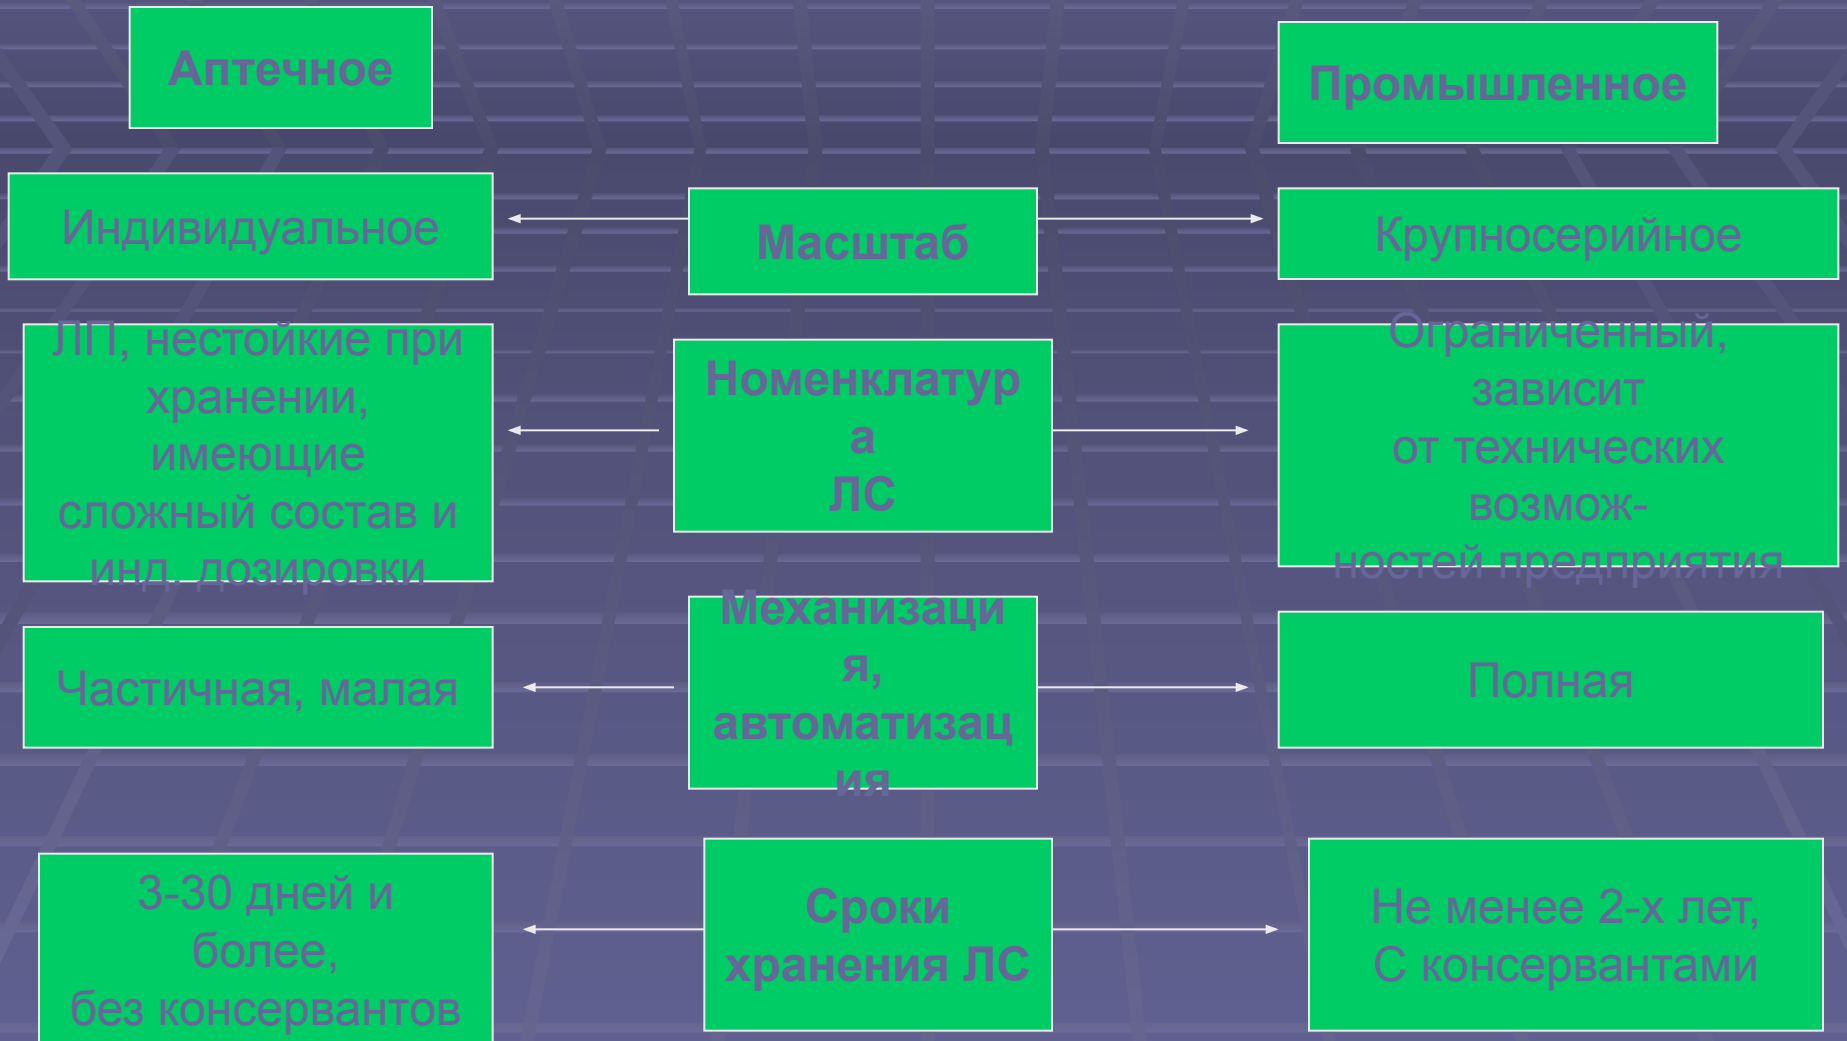 Аптечное
Промышленное
Индивидуальное
Масштаб
Крупносерийное
ЛП, нестойкие при
хранении,
имеющие
сложный состав и
инд. дозировки
Номенклатур
а
ЛС
Ограниченный,
зависит
от технических
возмож-
ностей предприятия
Частичная, малая
Механизаци
я,
автоматизац
ия
Полная
3-30 дней и
более,
без консервантов
Сроки
хранения ЛС
Не менее 2-х лет,
С консервантами